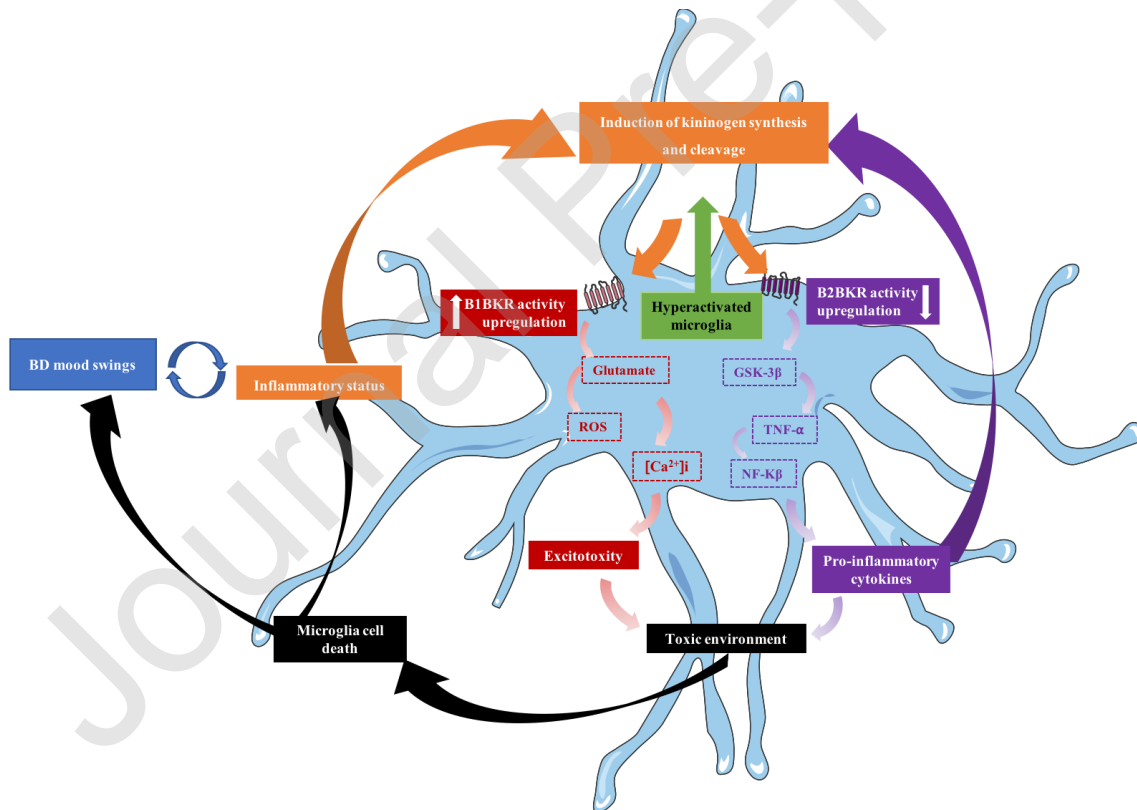 Journal Pre-
Induction of kininogen synthesis
and cleavage
B1BKR activity
upregulation
Hyperactivated
microglia
B2BKR activity
upregulation
BD mood swings
Inflammatory status
Glutamate
GSK-3β
ROS
TNF-α
[Ca²⁺]i
NF-Kβ
Excitotoxity
Pro-inflammatory
cytokines
Microglia cell
death
Toxic environment